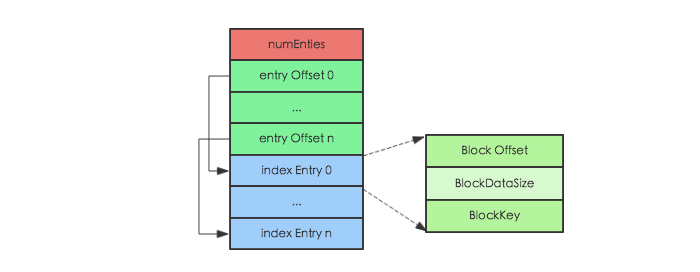 numEnties
entry Offset 0
...
entry Offset n
index Entry 0
...
index Entry n
Block Offset
BlockDataSize
BlockKey